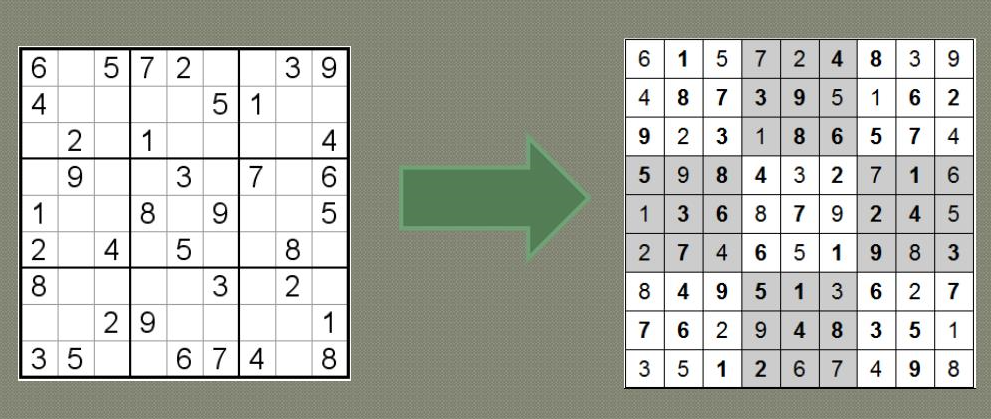 6 5 7 2 3 9
4 5 1
2 1 4
9 3 7 6
1 8 9 5
2 4 5 8
8 3 2
2 9 1
3 5 6 7 4 8
6 1 5 7 2 4 8 3 9
4 8 7 3 9 5 1 6 2
9 2 3 1 8 6 5 7 4
5 9 8 4 3 2 7 1 6
1 3 6 8 7 9 2 4 5
2 7 4 6 5 1 9 8 3
8 4 9 5 1 3 6 2 7
7 6 2 9 4 8 3 5 1
3 5 1 2 6 7 4 9 8